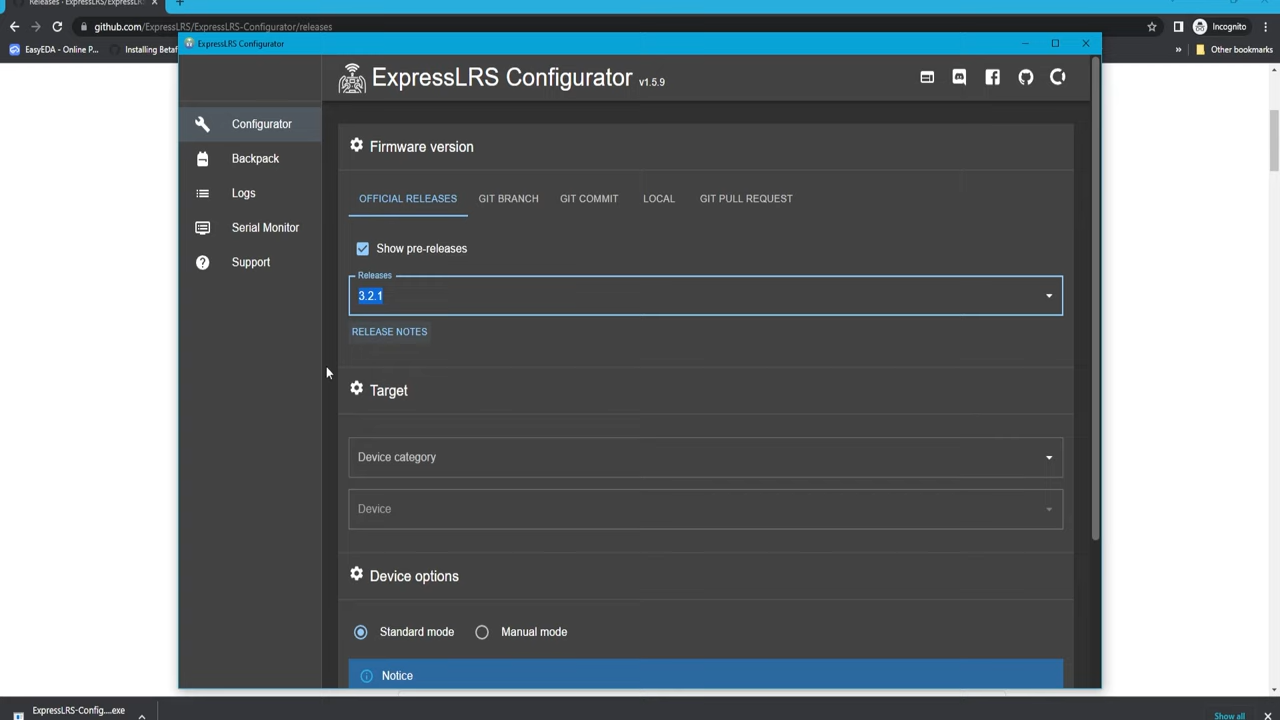 Releases · ExpressLRS/ExpressLRS
github.com/ExpressLRS/ExpressLRS-Configurator/releases
Incognito
EasyEDA - Online P...
Installing Betaf
»
Other bookmarks
ExpressLRS Configurator
ExpressLRS Configurator v1.5.9
Configurator
Backpack
Logs
Serial Monitor
Support
Firmware version
OFFICIAL RELEASES
GIT BRANCH
GIT COMMIT
LOCAL
GIT PULL REQUEST
Show pre-releases
Releases
3.2.1
RELEASE NOTES
Target
Device category
Device
Device options
Standard mode
Manual mode
Notice
ExpressLRS-Config....exe
Show all